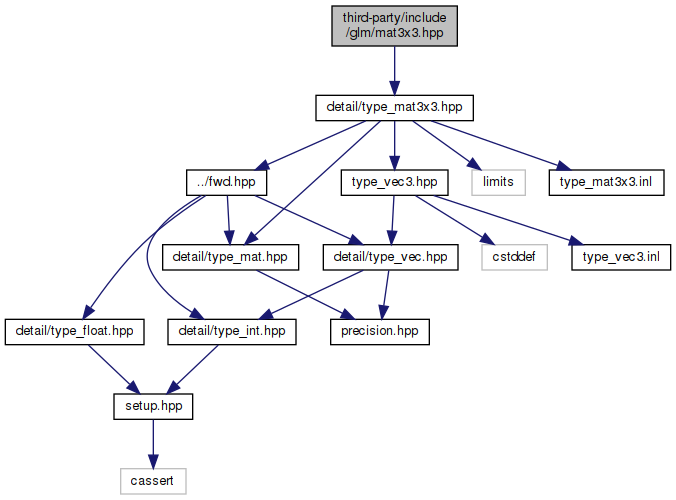 third-party/include
/glm/mat3x3.hpp
detail/type_mat3x3.hpp
../fwd.hpp
type_vec3.hpp
limits
type_mat3x3.inl
detail/type_mat.hpp
detail/type_vec.hpp
cstddef
type_vec3.inl
detail/type_float.hpp
detail/type_int.hpp
precision.hpp
setup.hpp
cassert